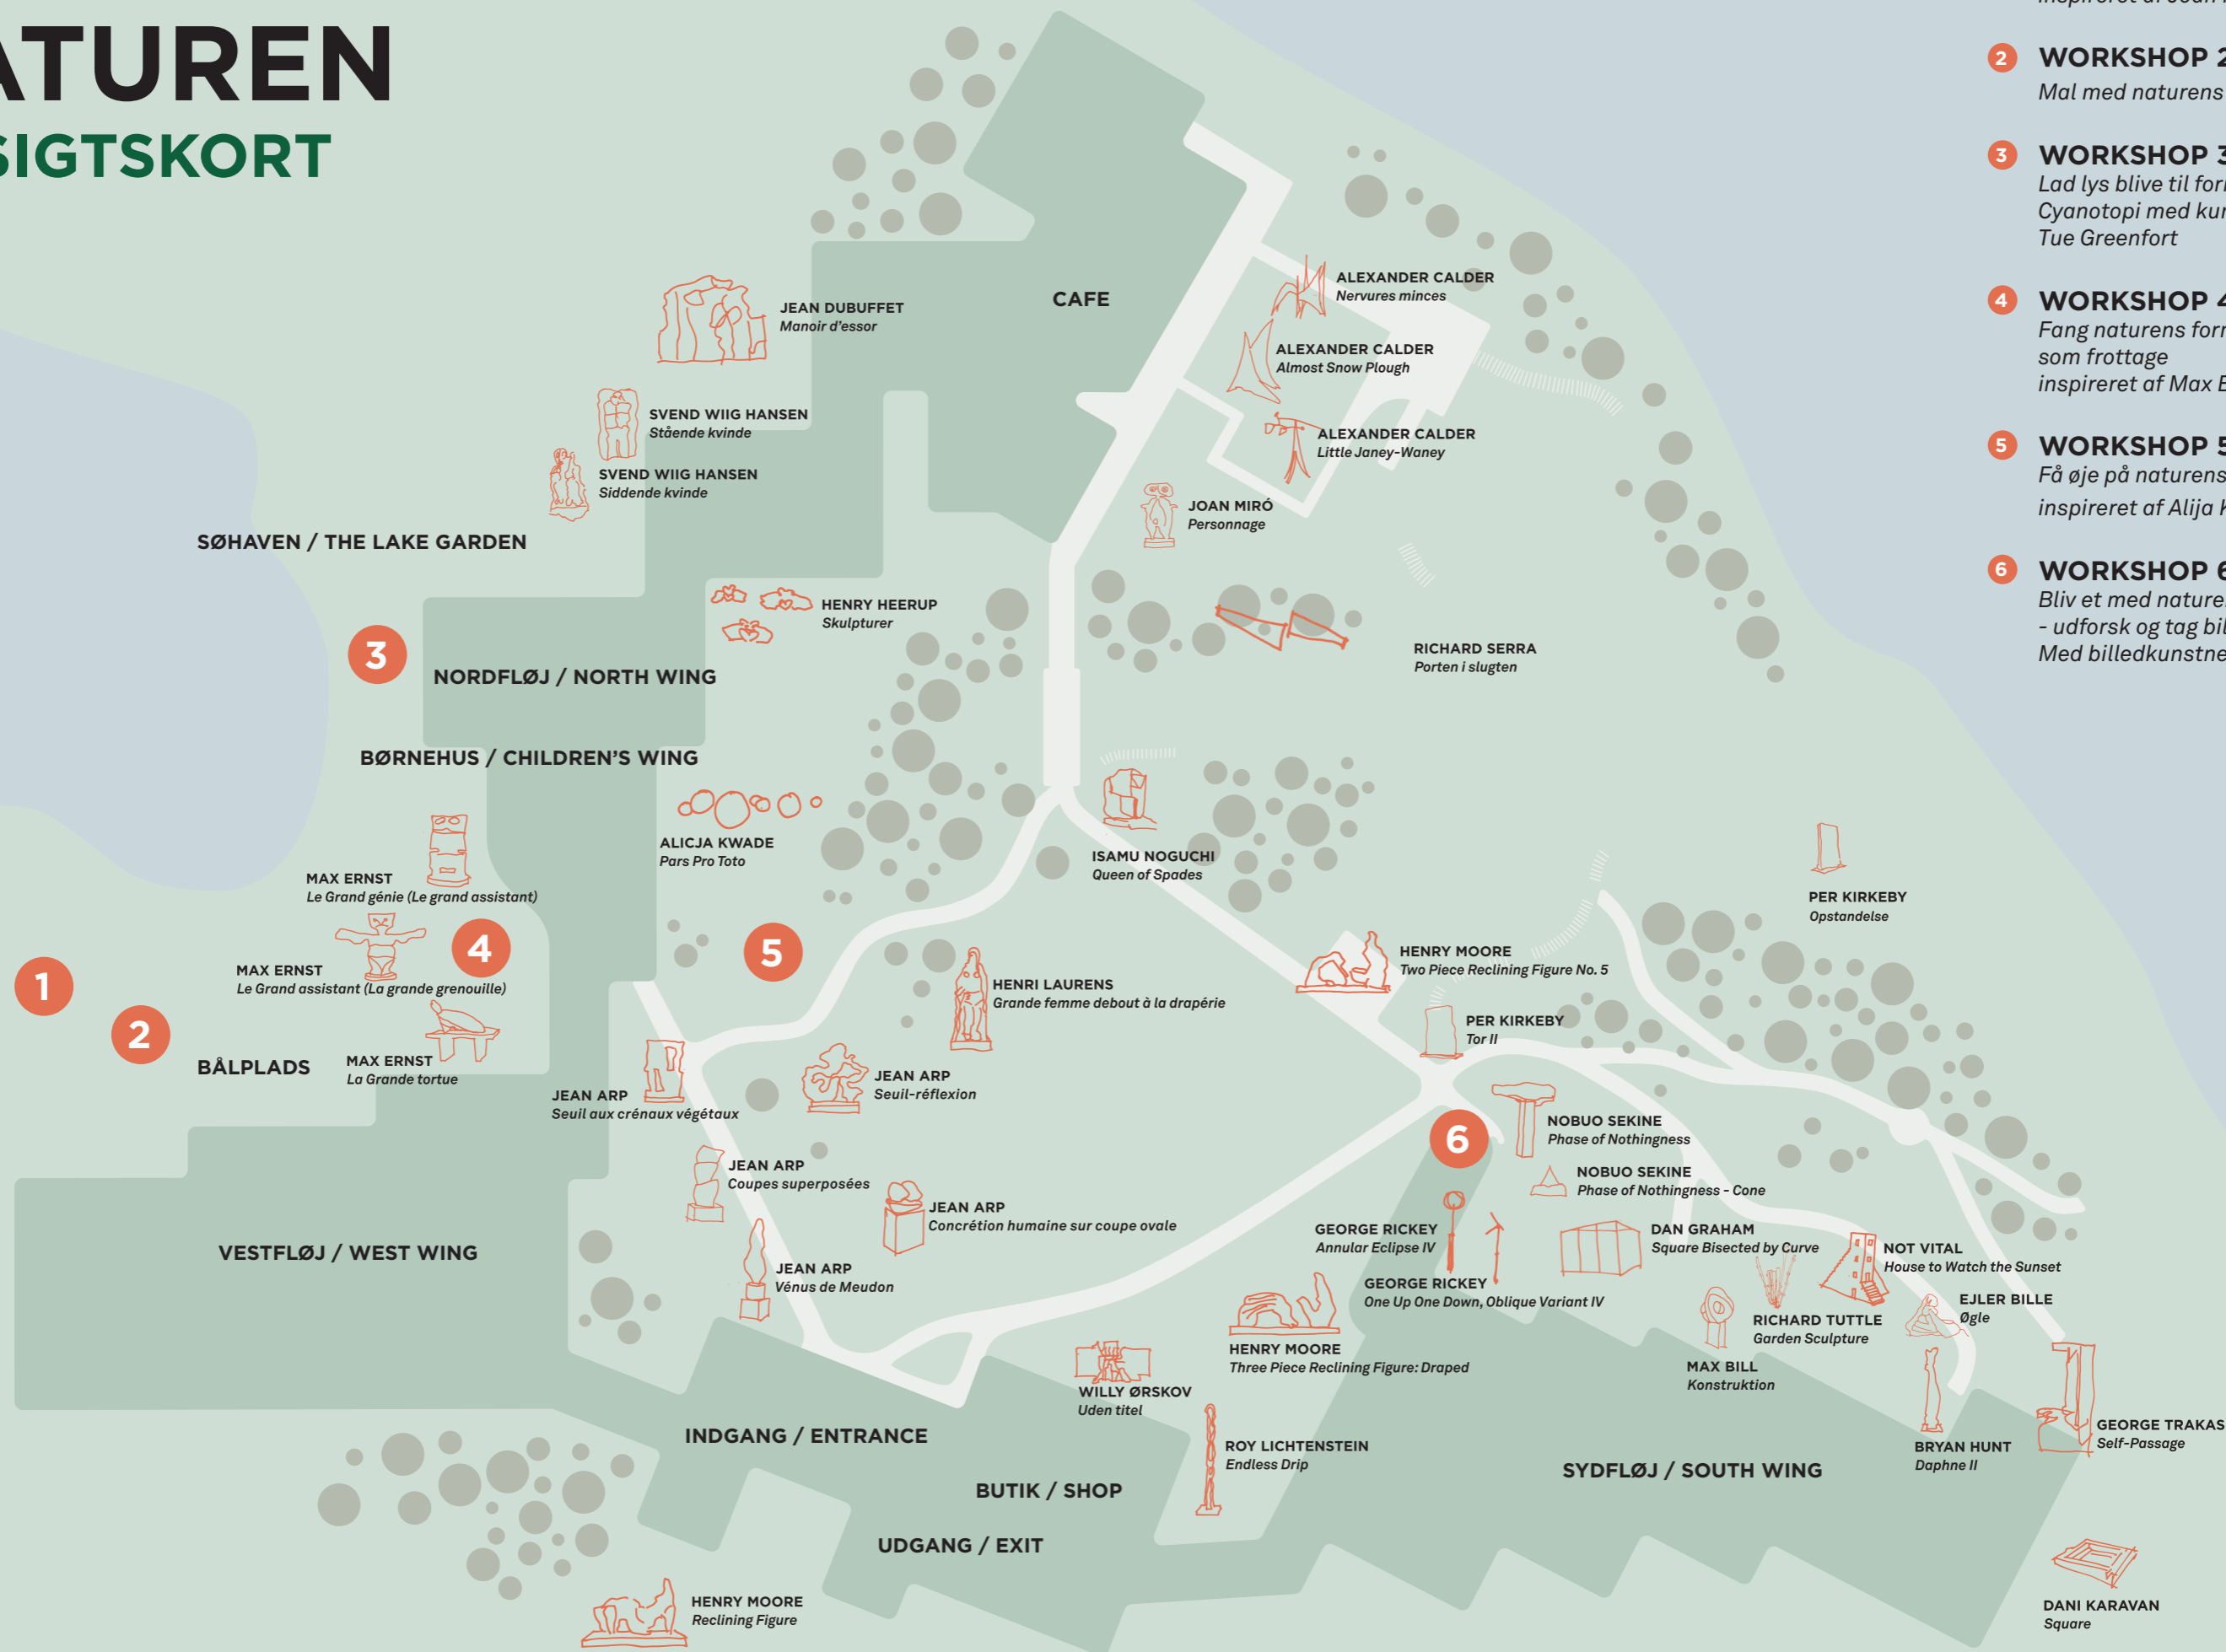 ATUREN
SIGTSKORT
2 WORKSHOP 2
Mal med naturens
3 WORKSHOP 3
Lad lys blive til
Cyanotopi med
Tue Greenfort
4 WORKSHOP 4
Fang naturens
som frottage
inspireret af Max
5 WORKSHOP 5
Få øje på naturens
inspireret af Alija
6 WORKSHOP 6
Bliv et med
- udforsk og tag
Med
CAFE
ALEXANDER CALDER
Nervures minces
JEAN DUBUFFET
Manoir d'essor
ALEXANDER CALDER
Almost Snow Plough
SVEND WIIG HANSEN
Stående kvinde
ALEXANDER CALDER
Little Janey-Waney
SVEND WIIG HANSEN
Siddende kvinde
JOAN MIRÓ
Personnage
SØHAVEN / THE LAKE GARDEN
HENRY HEERUP
Skulpturer
3
RICHARD SERRA
Porten i slugten
NORDFLØJ / NORTH WING
BØRNEHUS / CHILDREN'S WING
ALICJA KWADE
Pars Pro Toto
ISAMU NOGUCHI
Queen of Spades
MAX ERNST
Le Grand génie (Le grand assistant)
PER KIRKEBY
Opstandelse
4
5
HENRY MOORE
Two Piece Reclining Figure No. 5
MAX ERNST
Le Grand assistant (La grande grenouille)
1
HENRI LAURENS
Grande femme debout à la drapérie
2
PER KIRKEBY
Tor II
BÅLPLADS
MAX ERNST
La Grande tortue
JEAN ARP
Seuil-réflexion
JEAN ARP
Seuil aux crénaux végétaux
6
NOBUO SEKINE
Phase of Nothingness
JEAN ARP
Coupes superposées
NOBUO SEKINE
Phase of Nothingness - Cone
JEAN ARP
Concrétion humaine sur coupe ovale
GEORGE RICKEY
Annular Eclipse IV
DAN GRAHAM
Square Bisected by Curve
VESTFLØJ / WEST WING
NOT VITAL
House to Watch the Sunset
JEAN ARP
Vénus de Meudon
GEORGE RICKEY
One Up One Down, Oblique Variant IV
EJLER BILLE
Øgle
RICHARD TUTTLE
Garden Sculpture
HENRY MOORE
Three Piece Reclining Figure: Draped
MAX BILL
Konstruktion
WILLY ØRSKOV
Uden titel
GEORGE TRAKAS
Self-Passage
INDGANG / ENTRANCE
ROY LICHTENSTEIN
Endless Drip
BRYAN HUNT
Daphne II
SYDFLØJ / SOUTH WING
BUTIK / SHOP
UDGANG / EXIT
HENRY MOORE
Reclining Figure
DANI KARAVAN
Square